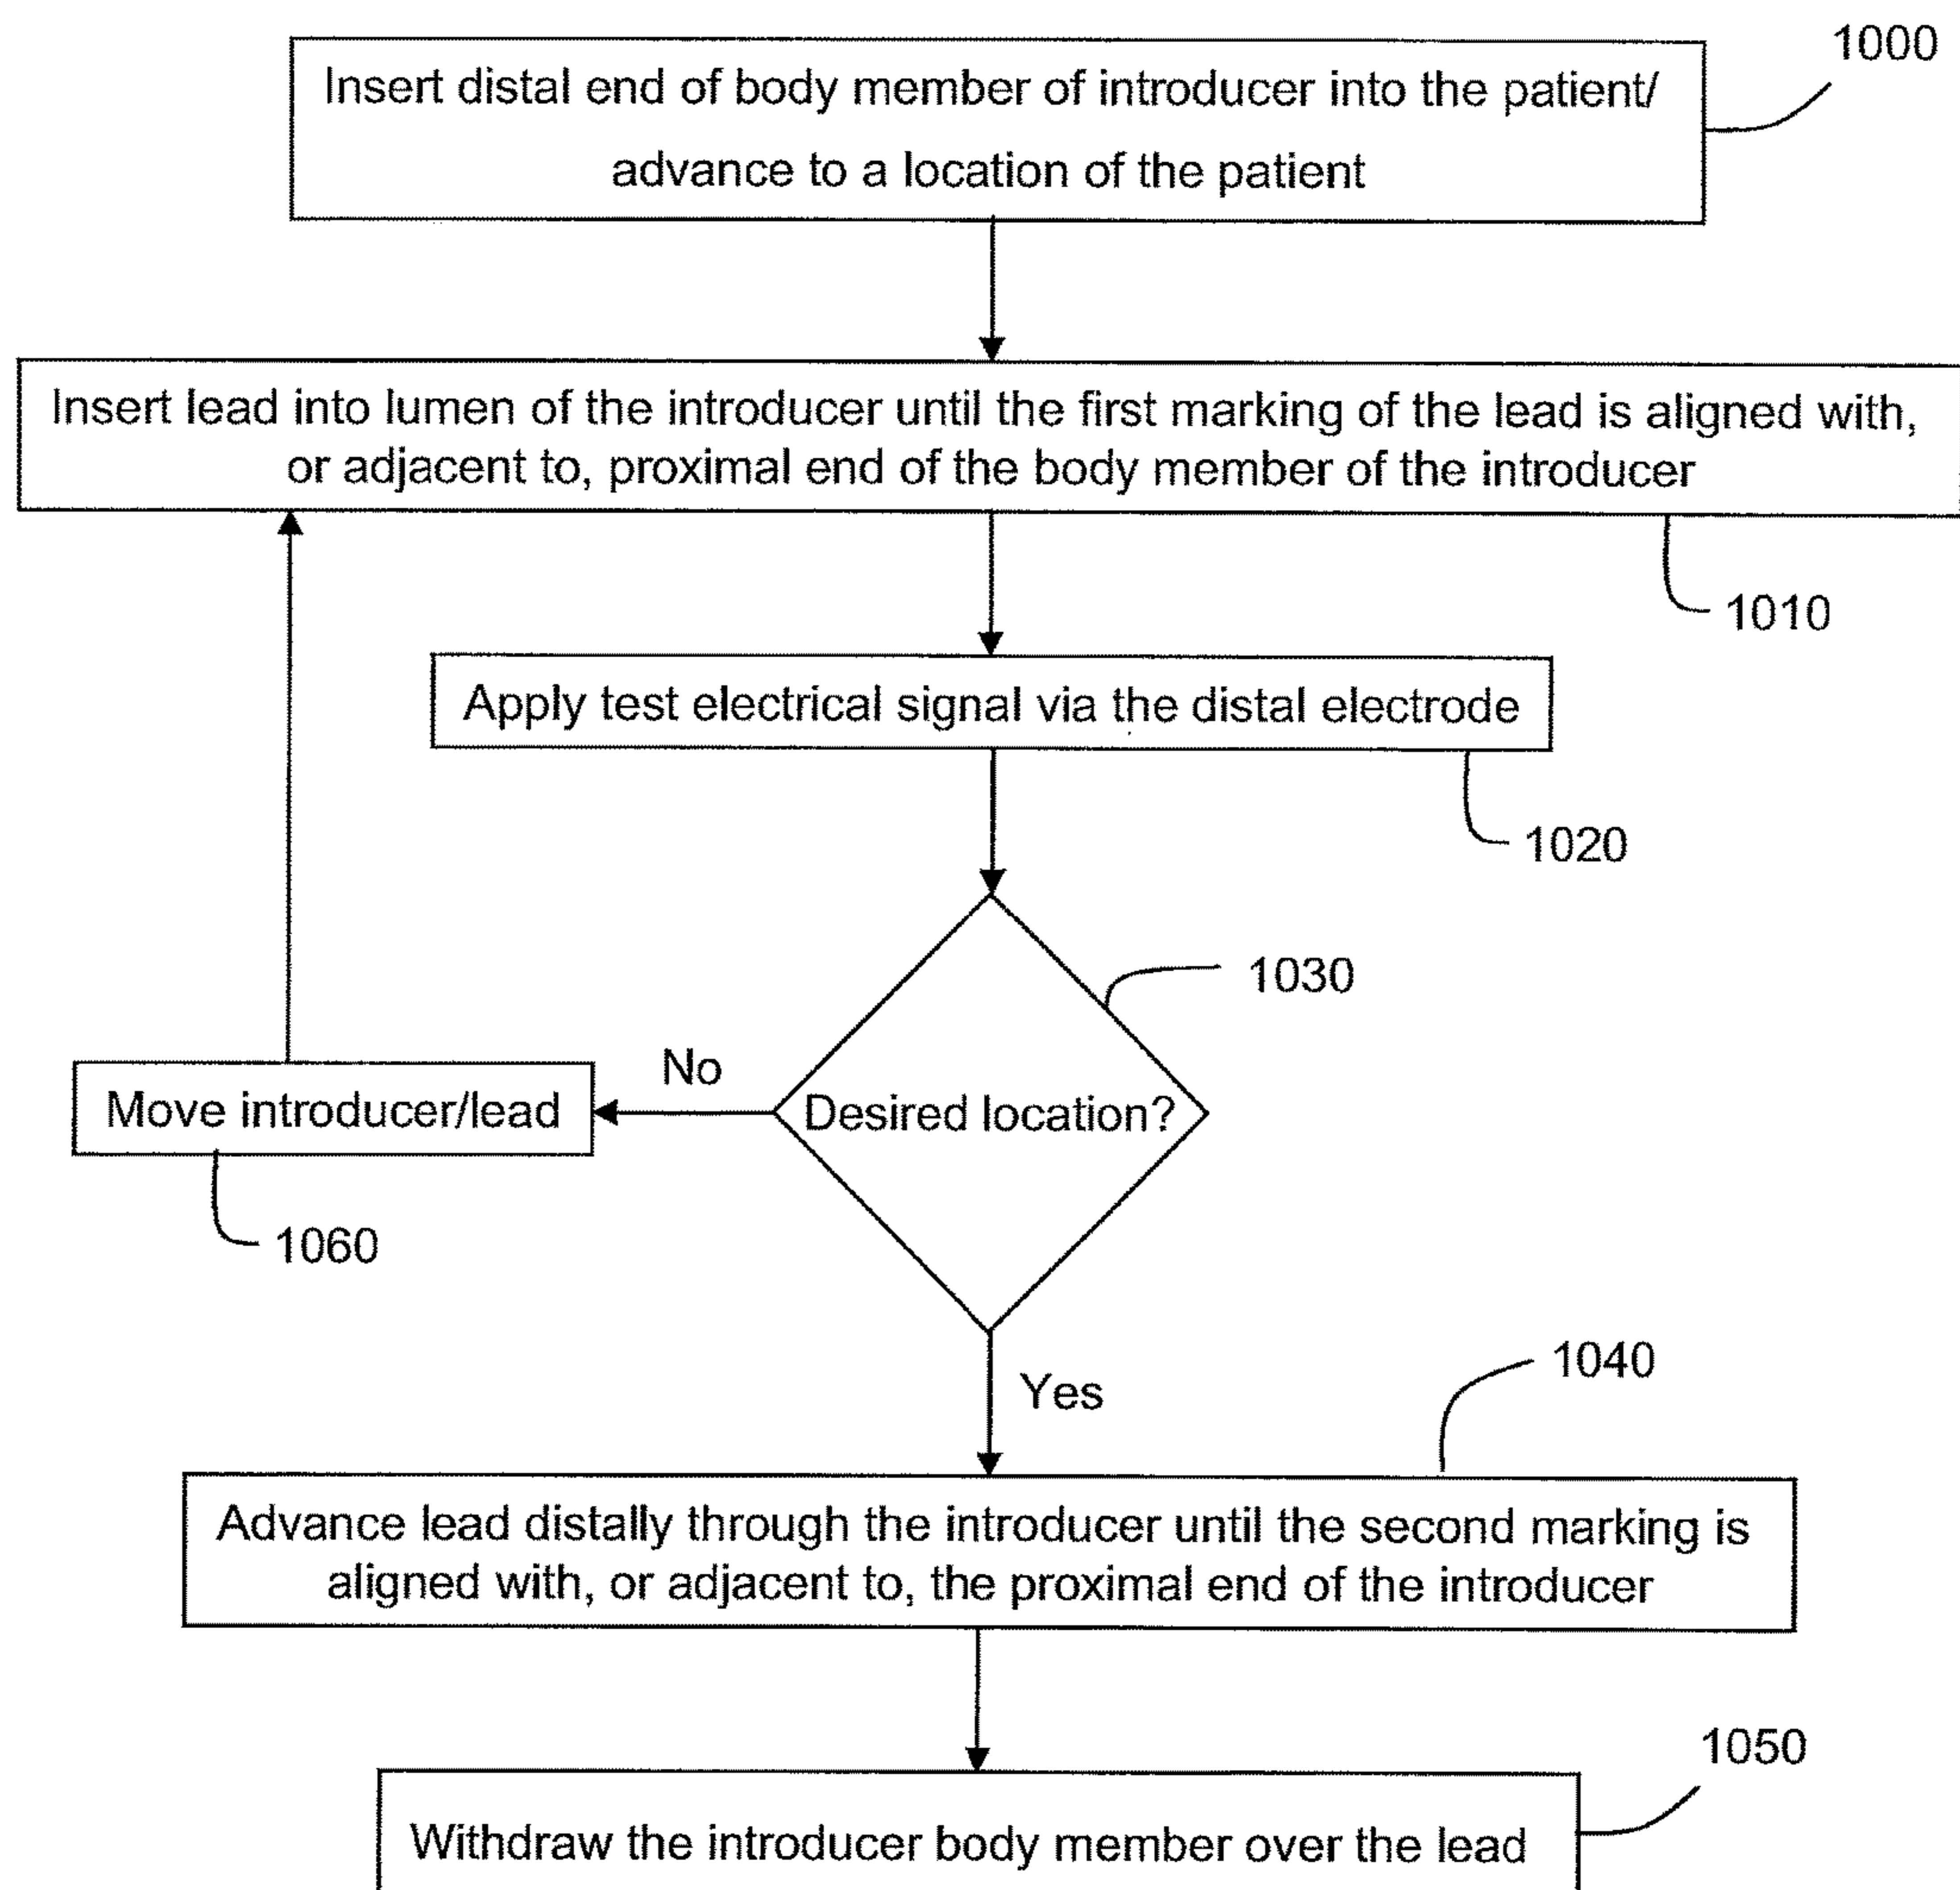 1000
Insert distal end of body member of introducer into the patient/
advance to a location of the patient
Insert lead into lumen of the introducer until the first marking of the lead is aligned with,
or adjacent to, proximal end of the body member of the introducer
1010
Apply test electrical signal via the distal electrode
1020
1030
No
Desired location?
Move introducer/lead
1060
Yes
1040
Advance lead distally through the introducer until the second marking is
aligned with, or adjacent to, the proximal end of the introducer
1050
Withdraw the introducer body member over the lead